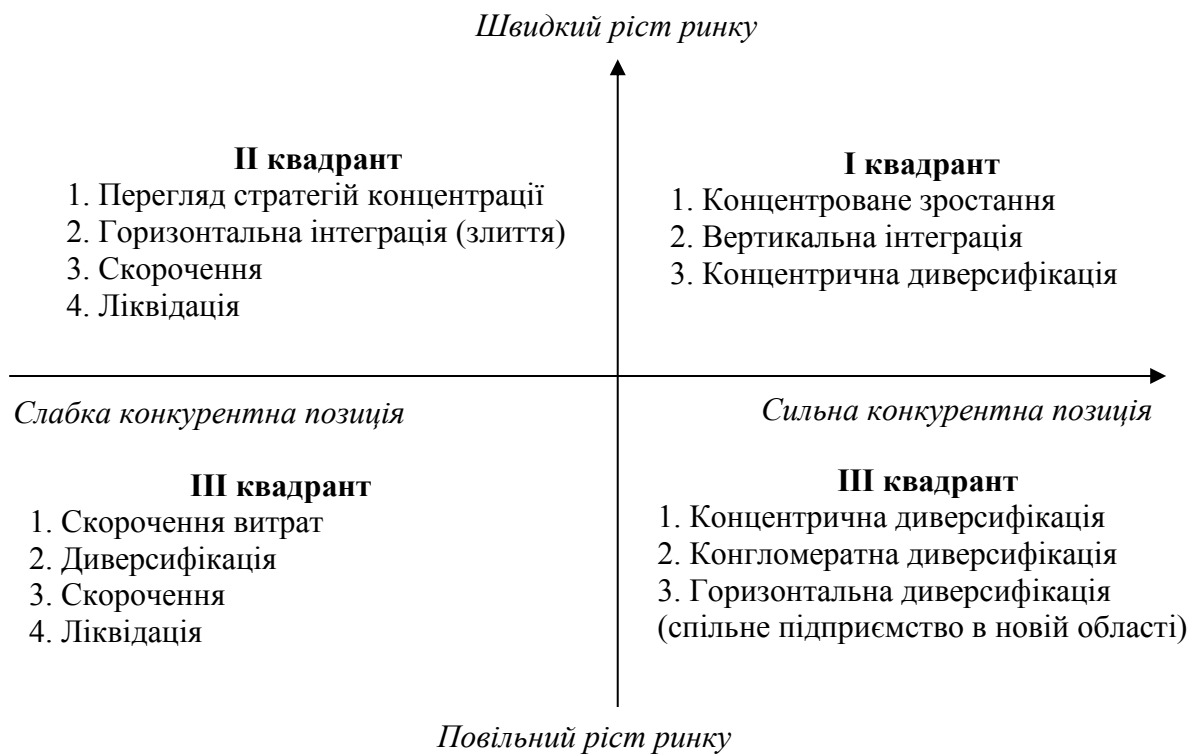 Швидкий ріст ринку
II квадрант
1. Перегляд стратегій концентрації
2. Горизонтальна інтеграція (злиття)
3. Скорочення
4. Ліквідація
I квадрант
1. Концентроване зростання
2. Вертикальна інтеграція
3. Концентрична диверсифікація
Слабка конкурентна позиція
Сильна конкурентна позиція
III квадрант
1. Скорочення витрат
2. Диверсифікація
3. Скорочення
4. Ліквідація
III квадрант
1. Концентрична диверсифікація
2. Конгломератна диверсифікація
3. Горизонтальна диверсифікація
(спільне підприємство в новій області)
Повільний ріст ринку